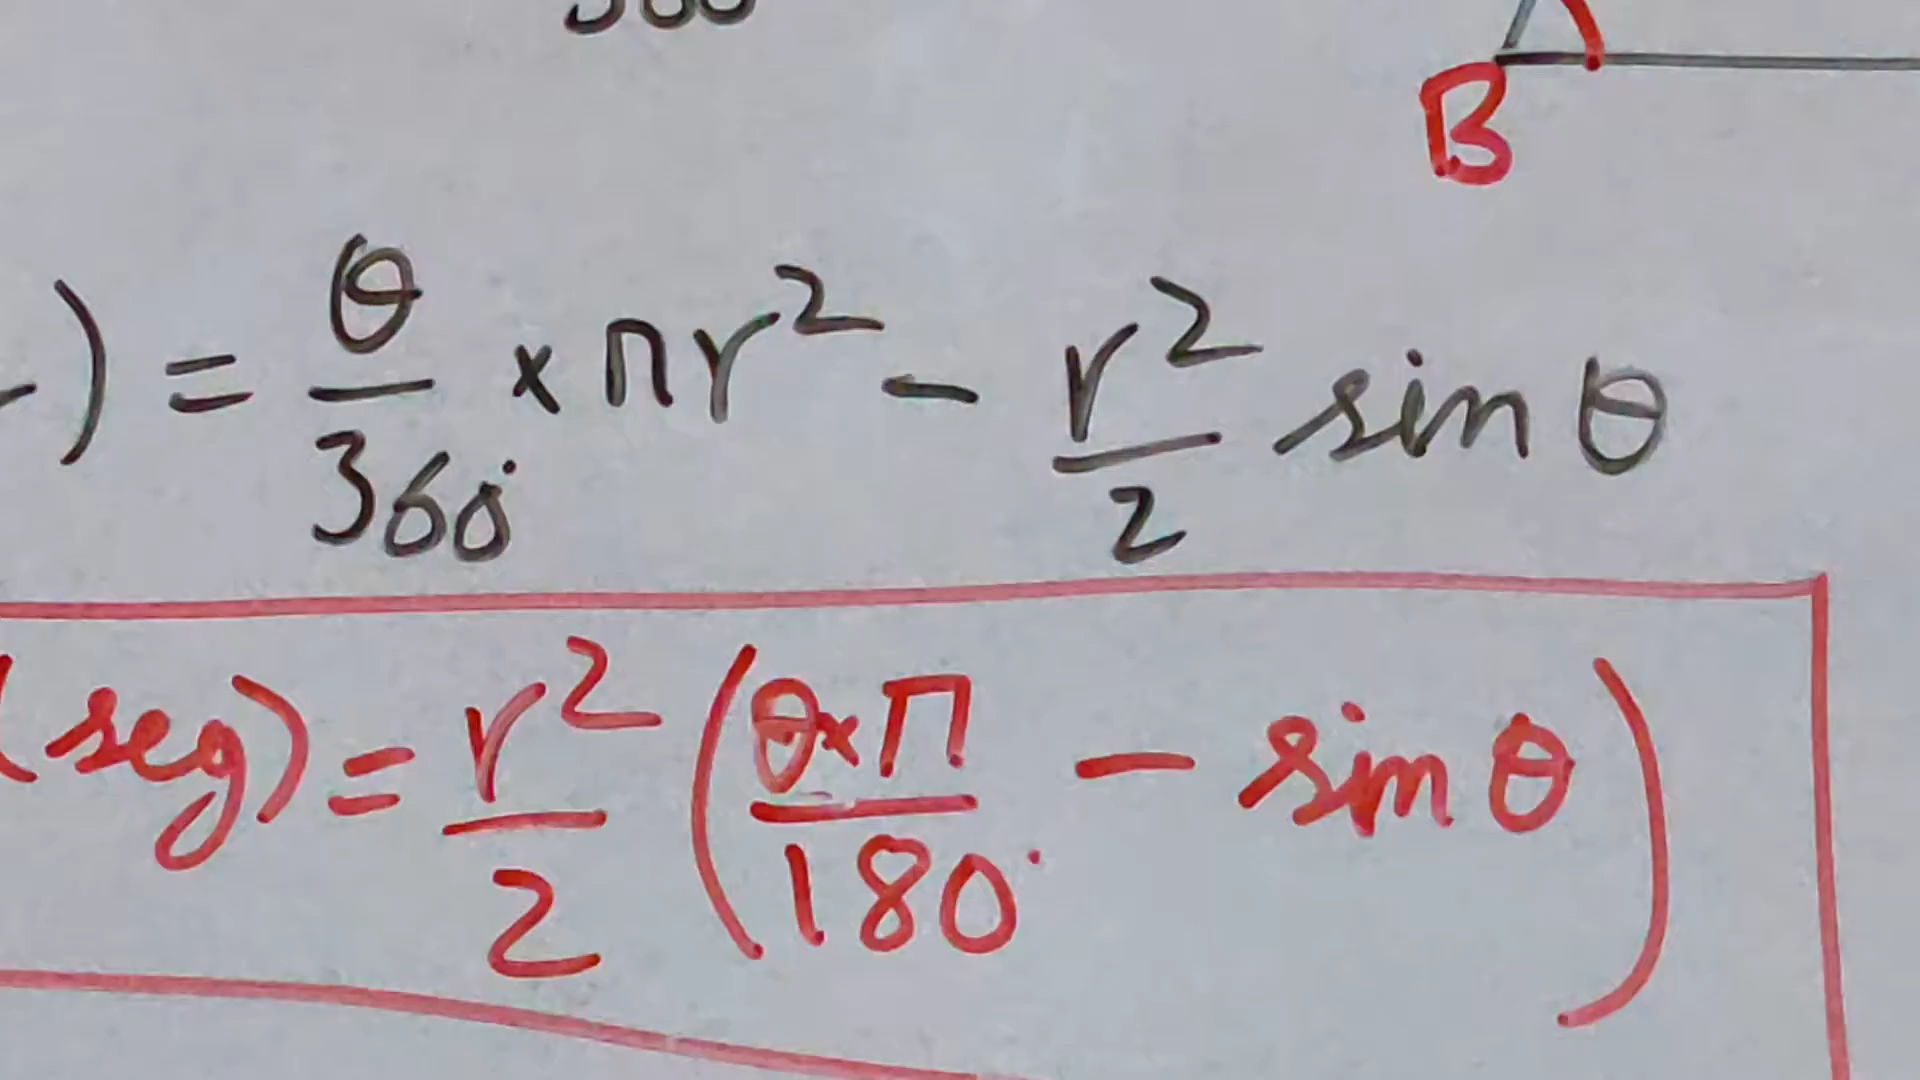 360
B
) = θ/360° × πr² - r²/2 sin θ
(seg) = r²/2 (θ×π/180° - sin θ)